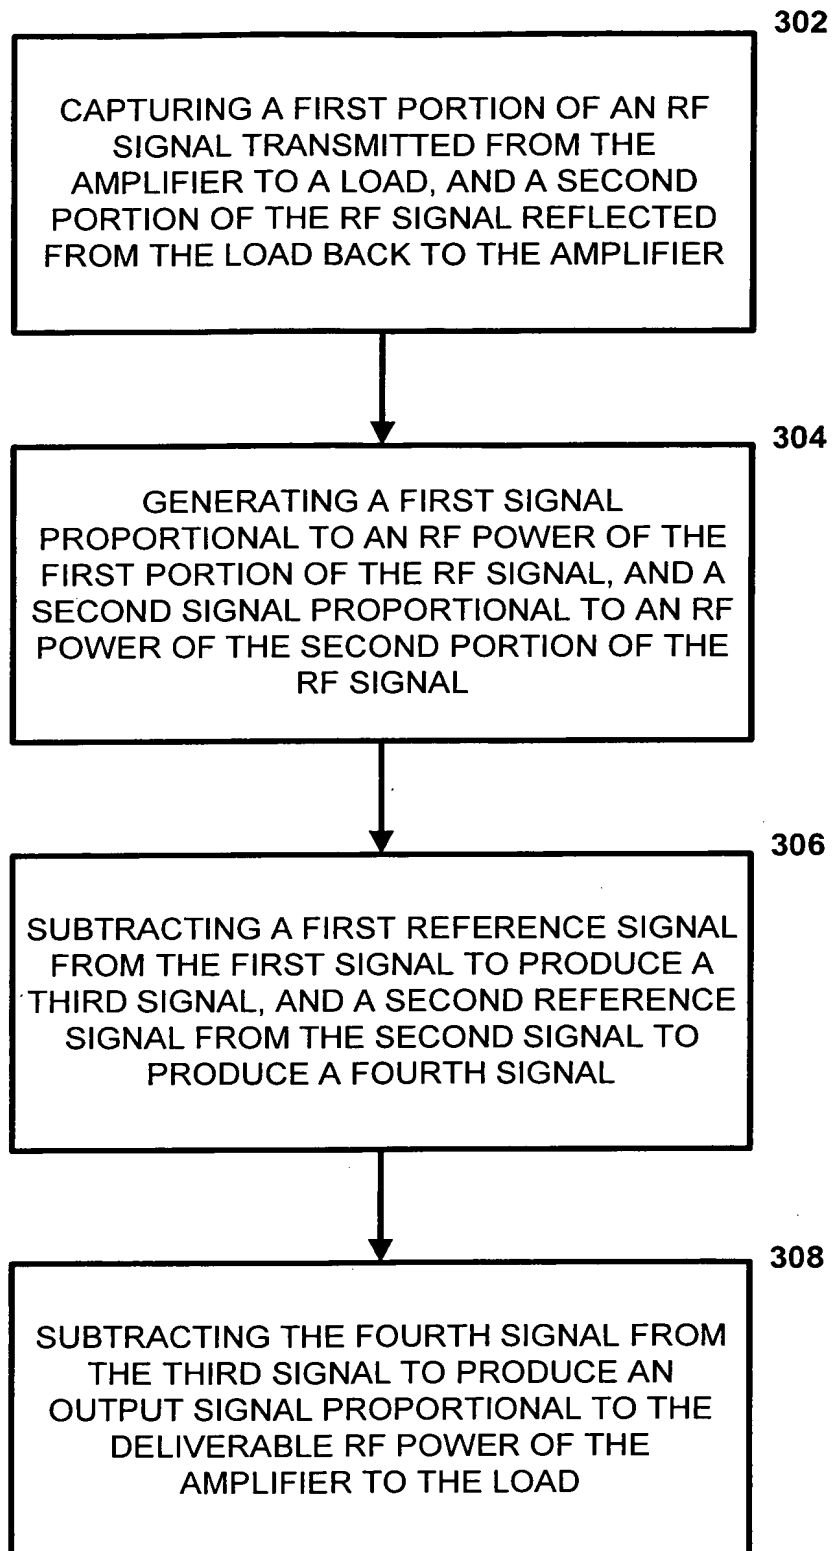 302
CAPTURING A FIRST PORTION OF AN RF
SIGNAL TRANSMITTED FROM THE
AMPLIFIER TO A LOAD, AND A SECOND
PORTION OF THE RF SIGNAL REFLECTED
FROM THE LOAD BACK TO THE AMPLIFIER
304
GENERATING A FIRST SIGNAL
PROPORTIONAL TO AN RF POWER OF THE
FIRST PORTION OF THE RF SIGNAL, AND A
SECOND SIGNAL PROPORTIONAL TO AN RF
POWER OF THE SECOND PORTION OF THE
RF SIGNAL
306
SUBTRACTING A FIRST REFERENCE SIGNAL
FROM THE FIRST SIGNAL TO PRODUCE A
THIRD SIGNAL, AND A SECOND REFERENCE
SIGNAL FROM THE SECOND SIGNAL TO
PRODUCE A FOURTH SIGNAL
308
SUBTRACTING THE FOURTH SIGNAL FROM
THE THIRD SIGNAL TO PRODUCE AN
OUTPUT SIGNAL PROPORTIONAL TO THE
DELIVERABLE RF POWER OF THE
AMPLIFIER TO THE LOAD